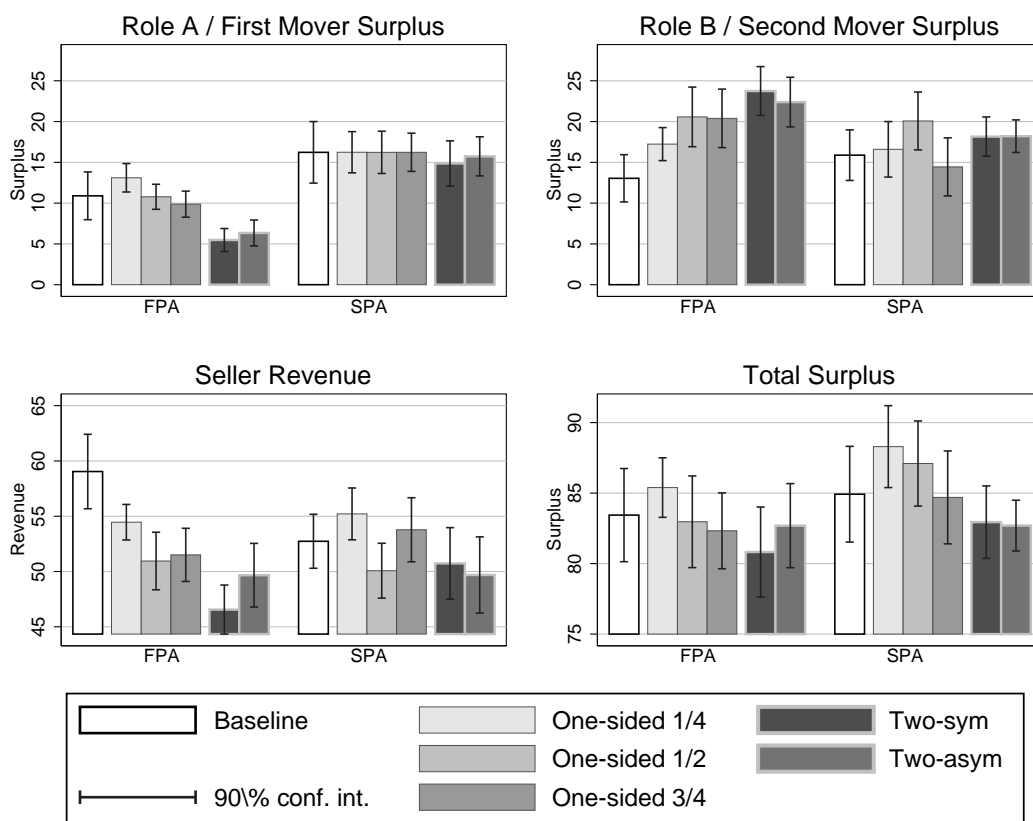 Role A / First Mover Surplus
Surplus
25
20
15
10
5
0
FPA SPA
Role B / Second Mover Surplus
Surplus
25
20
15
10
5
0
FPA SPA
Seller Revenue
Revenue
65
60
55
50
45
FPA SPA
Total Surplus
Surplus
90
85
80
75
FPA SPA
Baseline One-sided 1/4 Two-sym
One-sided 1/2 Two-asym
90\% conf. int. One-sided 3/4